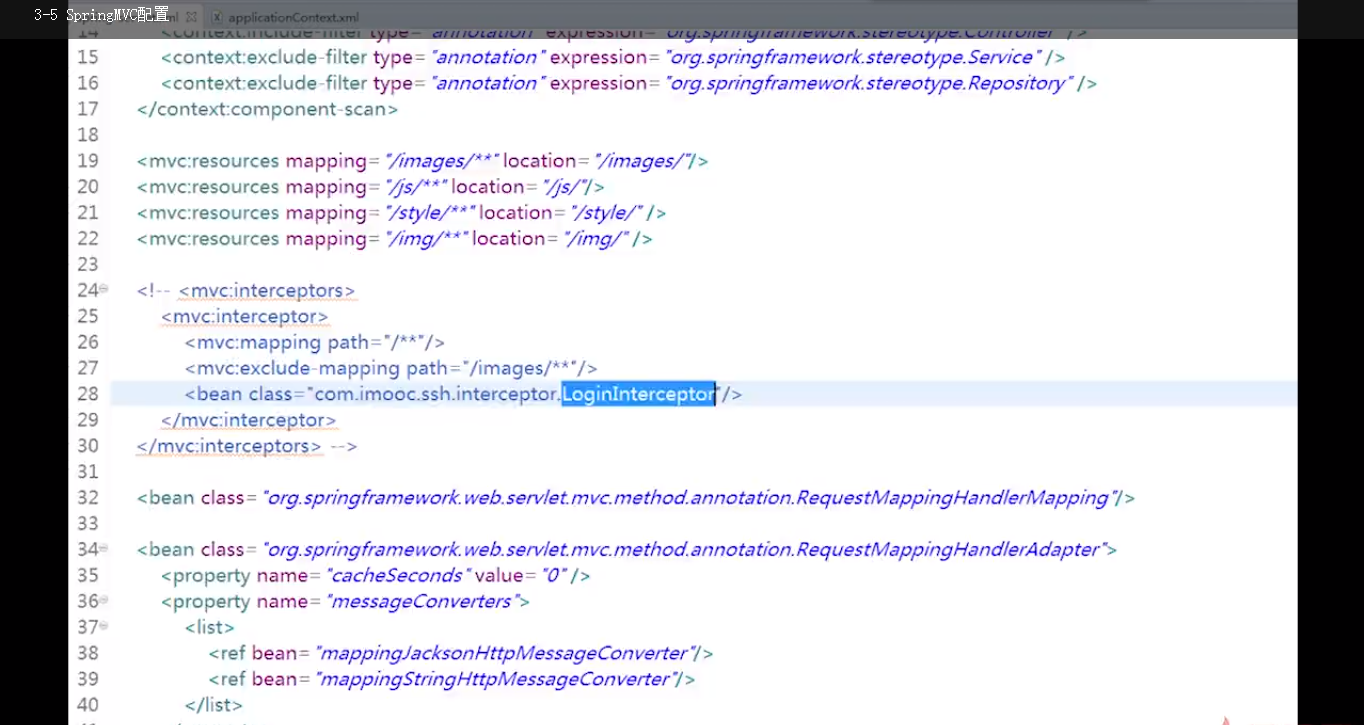 3-5 SpringMVC配置
applicationContext.xml
14 <context:include-filter type="annotation" expression="org.springframework.stereotype.Controller" />
15 <context:exclude-filter type="annotation" expression="org.springframework.stereotype.Service" />
16 <context:exclude-filter type="annotation" expression="org.springframework.stereotype.Repository" />
17 </context:component-scan>
18
19 <mvc:resources mapping="/images/**" location="/images/"/>
20 <mvc:resources mapping="/js/**" location="/js/"/>
21 <mvc:resources mapping="/style/**" location="/style/" />
22 <mvc:resources mapping="/img/**" location="/img/" />
23
24 <!-- <mvc:interceptors>
25 <mvc:interceptor>
26 <mvc:mapping path="/**"/>
27 <mvc:exclude-mapping path="/images/**"/>
28 <bean class="com.imooc.ssh.interceptor.LoginInterceptor"/>
29 </mvc:interceptor>
30 </mvc:interceptors> -->
31
32 <bean class="org.springframework.web.servlet.mvc.method.annotation.RequestMappingHandlerMapping"/>
33
34 <bean class="org.springframework.web.servlet.mvc.method.annotation.RequestMappingHandlerAdapter">
35 <property name="cacheSeconds" value="0" />
36 <property name="messageConverters">
37 <list>
38 <ref bean="mappingJacksonHttpMessageConverter"/>
39 <ref bean="mappingStringHttpMessageConverter"/>
40 </list>